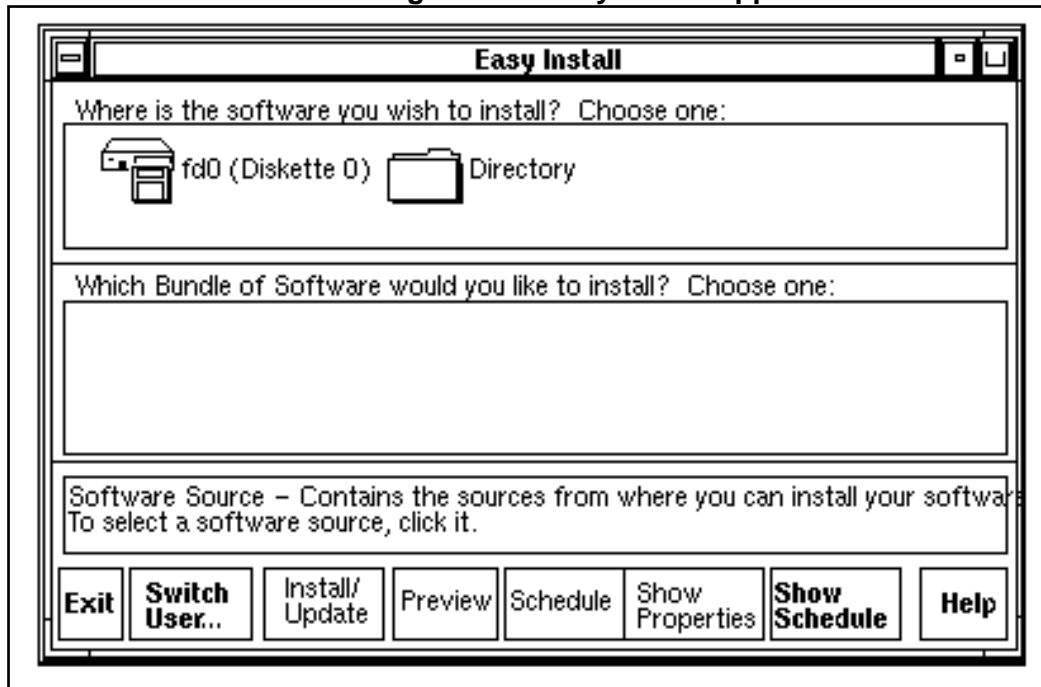 Easy Install
Where is the software you wish to install? Choose one:
fd0 (Diskette 0) Directory
Which Bundle of Software would you like to install? Choose one:
Software Source – Contains the sources from where you can install your softwar
To select a software source, click it.
Exit
Switch
User...
Install/
Update
Preview
Schedule
Show
Properties
Show
Schedule
Help